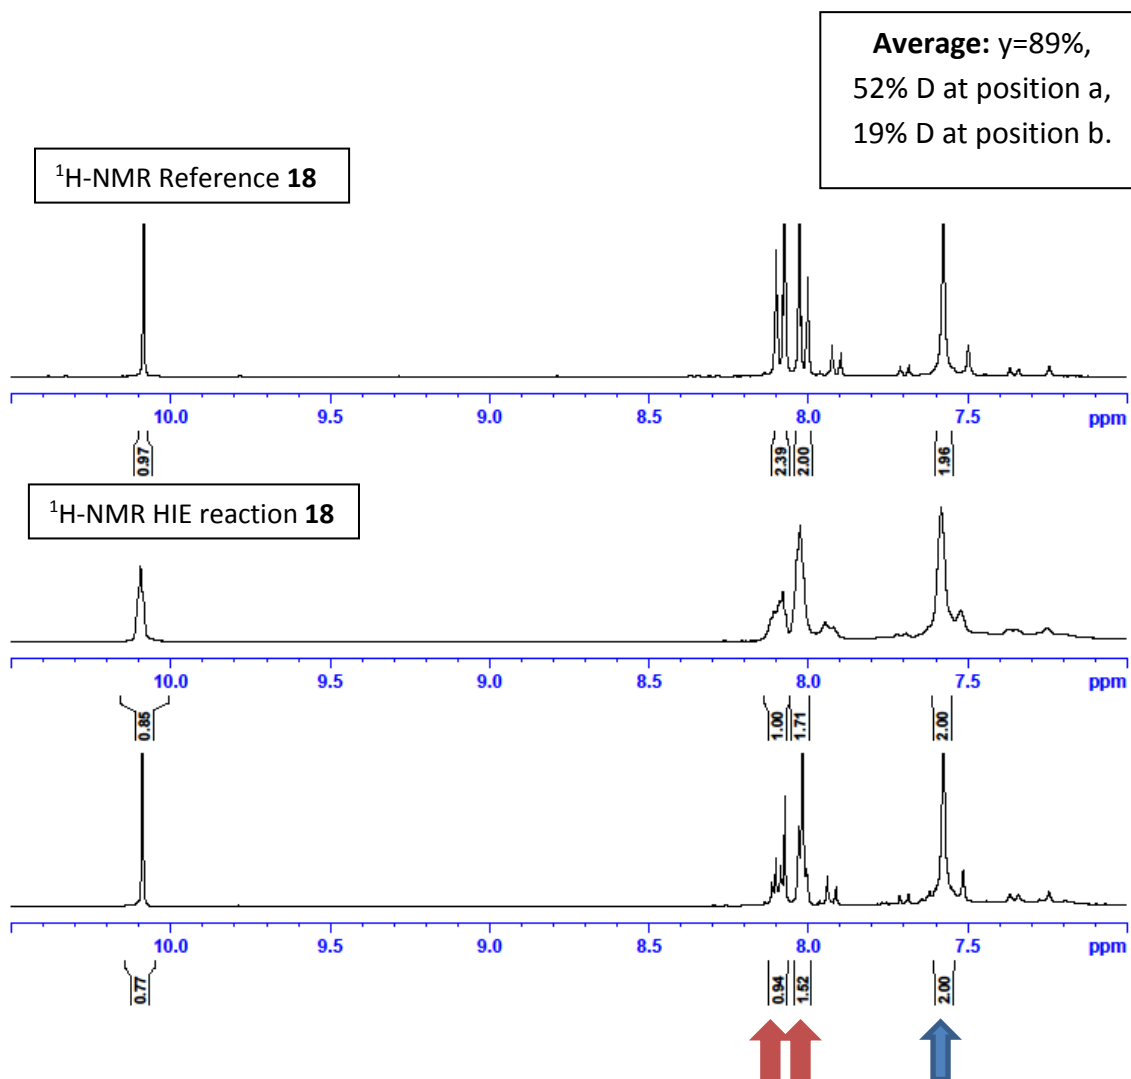 Average: y=89%,
52% D at position a,
19% D at position b.
¹H-NMR Reference 18
10.0 9.5 9.0 8.5 8.0 7.5 ppm
0.97 2.39 2.00 1.96
¹H-NMR HIE reaction 18
10.0 9.5 9.0 8.5 8.0 7.5 ppm
0.85 1.00 1.71 2.00
10.0 9.5 9.0 8.5 8.0 7.5 ppm
0.77 0.94 1.52 2.00